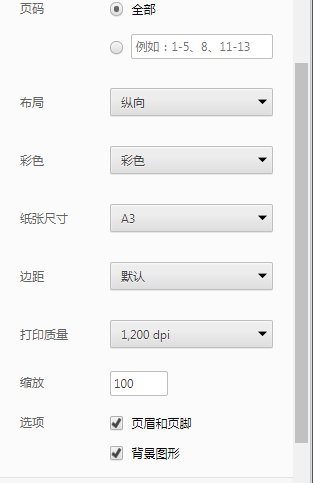 页码 全部
例如：1-5、8、11-13
布局 纵向
彩色 彩色
纸张尺寸 A3
边距 默认
打印质量 1,200 dpi
缩放 100
选项 页眉和页脚
背景图形